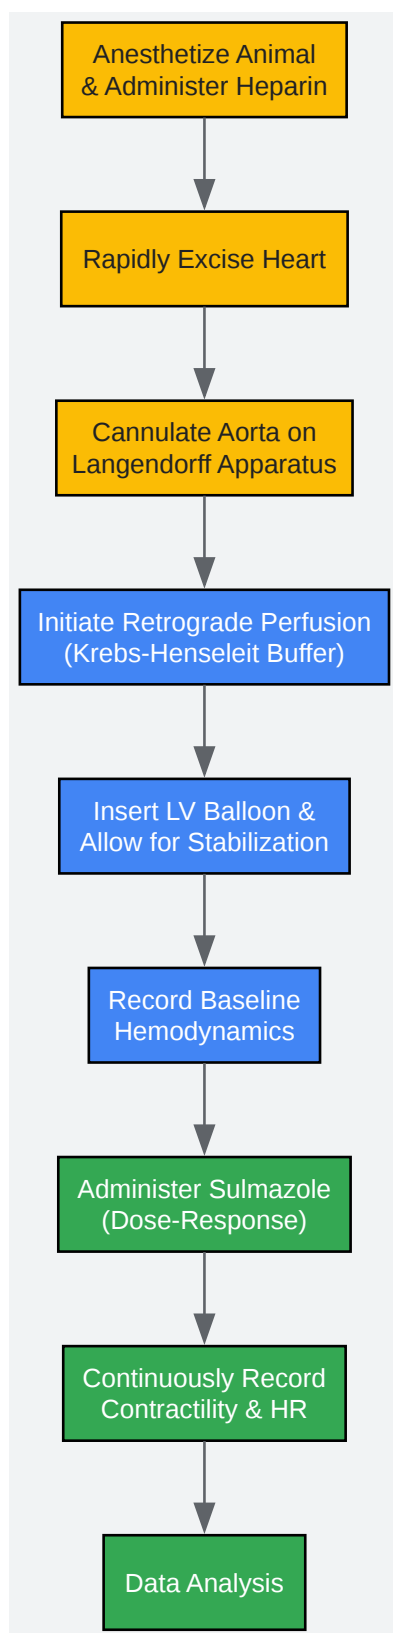 Anesthetize Animal
& Administer Heparin
Rapidly Excise Heart
Cannulate Aorta on
Langendorff Apparatus
Initiate Retrograde Perfusion
(Krebs-Henseleit Buffer)
Insert LV Balloon &
Allow for Stabilization
Record Baseline
Hemodynamics
Administer Sulmazole
(Dose-Response)
Continuously Record
Contractility & HR
Data Analysis